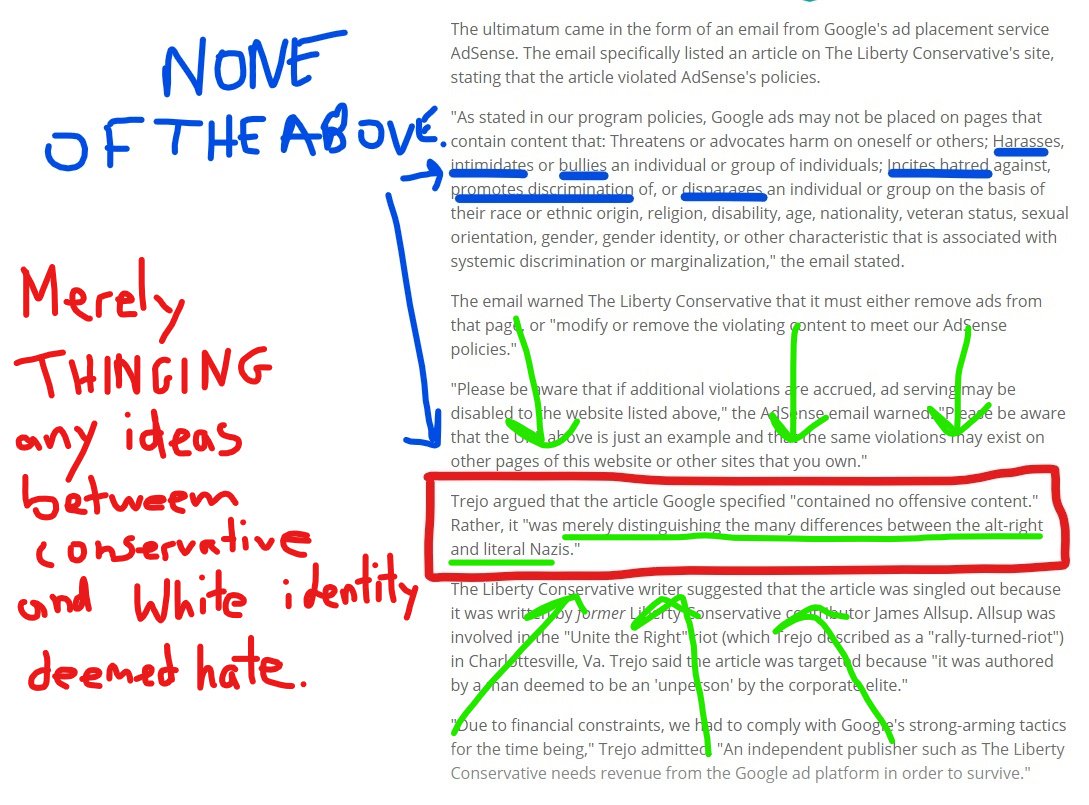 NONE
OF THE ABOVE.
Merely
THINGING
any ideas
betweem
conservative
and White identity
deemed hate.
The ultimatum came in the form of an email from Google's ad placement service
AdSense. The email specifically listed an article on The Liberty Conservative's site,
stating that the article violated AdSense's policies.
"As stated in our program policies, Google ads may not be placed on pages that
contain content that: Threatens or advocates harm on oneself or others; Harasses,
intimidates or bullies an individual or group of individuals; Incites hatred against,
promotes discrimination of, or disparages an individual or group on the basis of
their race or ethnic origin, religion, disability, age, nationality, veteran status, sexual
orientation, gender, gender identity, or other characteristic that is associated with
systemic discrimination or marginalization," the email stated.
The email warned The Liberty Conservative that it must either remove ads from
that page, or "modify or remove the violating content to meet our AdSense
policies."
"Please be aware that if additional violations are accrued, ad serving may be
disabled to the website listed above," the AdSense email warned. "Please be aware
that the URL above is just an example and that the same violations may exist on
other pages of this website or other sites that you own."
Trejo argued that the article Google specified "contained no offensive content."
Rather, it "was merely distinguishing the many differences between the alt-right
and literal Nazis."
The Liberty Conservative writer suggested that the article was singled out because
it was written by former Liberty Conservative contributor James Allsup. Allsup was
involved in the "Unite the Right" riot (which Trejo described as a "rally-turned-riot")
in Charlottesville, Va. Trejo said the article was targeted because "it was authored
by a man deemed to be an 'unperson' by the corporate elite."
"Due to financial constraints, we had to comply with Google's strong-arming tactics
for the time being," Trejo admitted. "An independent publisher such as The Liberty
Conservative needs revenue from the Google ad platform in order to survive."